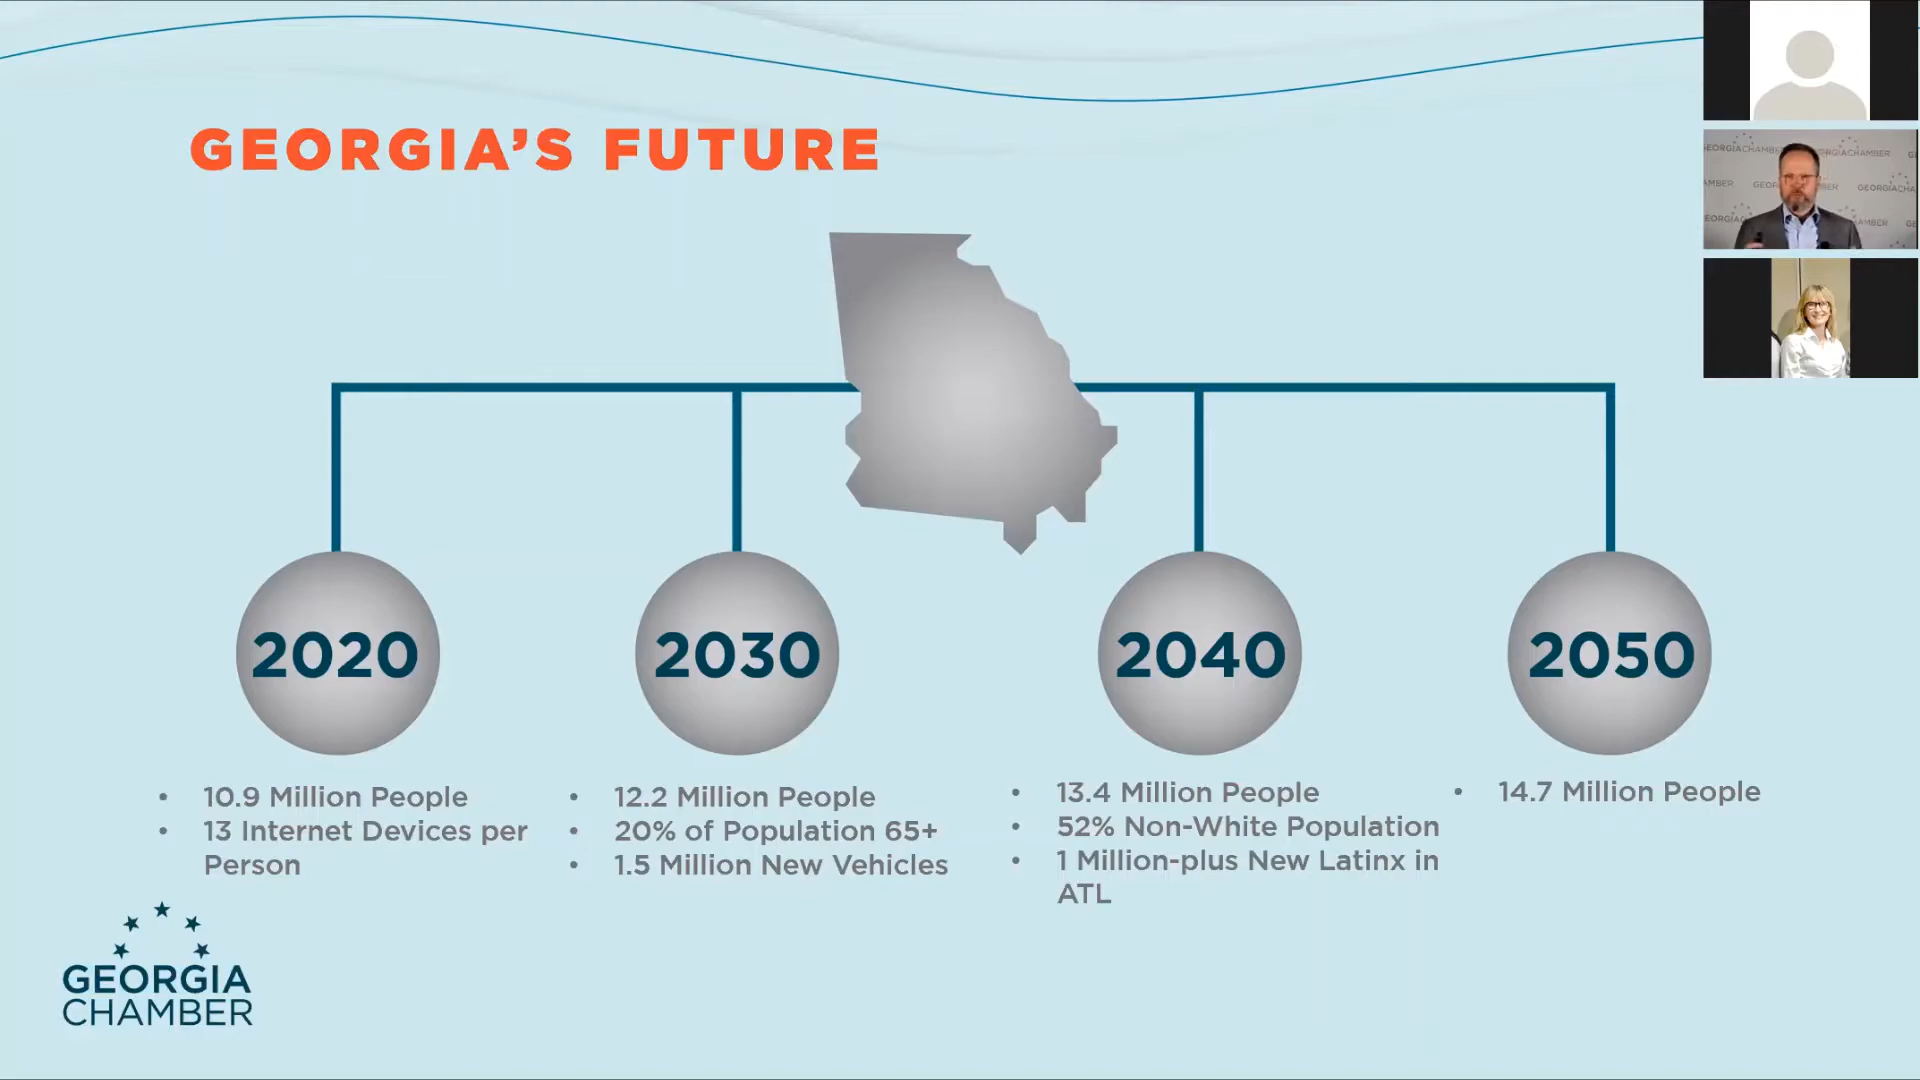 GEORGIA'S FUTURE
2020
2030
2040
2050
• 10.9 Million People
• 13 Internet Devices per
Person
• 12.2 Million People
• 20% of Population 65+
• 1.5 Million New Vehicles
• 13.4 Million People
• 52% Non-White Population
• 1 Million-plus New Latinx in
ATL
• 14.7 Million People
GEORGIA
CHAMBER